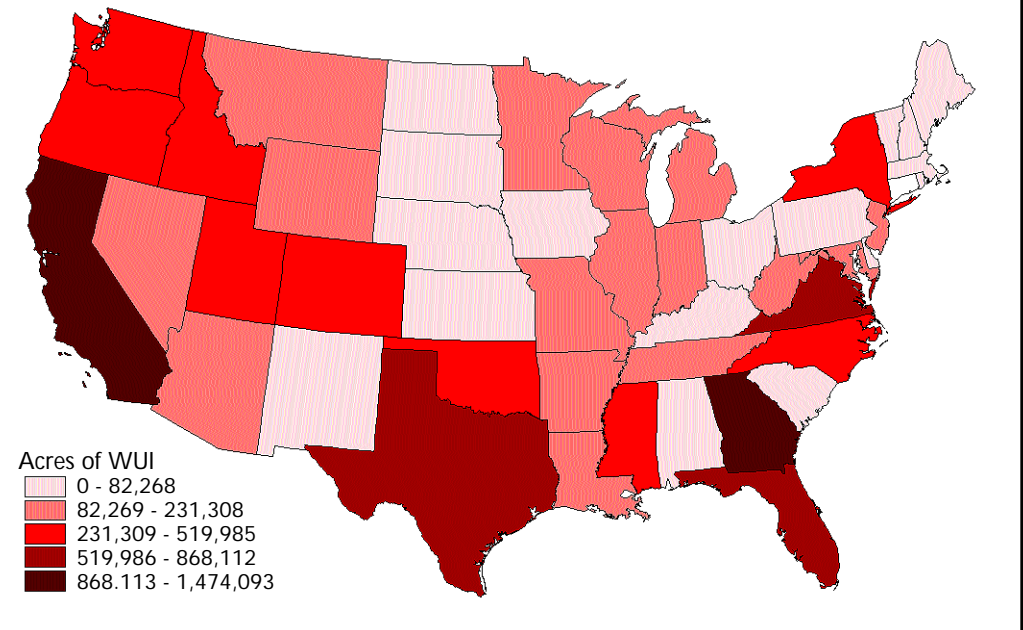 Acres of WUI
0 - 82,268
82,269 - 231,308
231,309 - 519,985
519,986 - 868,112
868.113 - 1,474,093